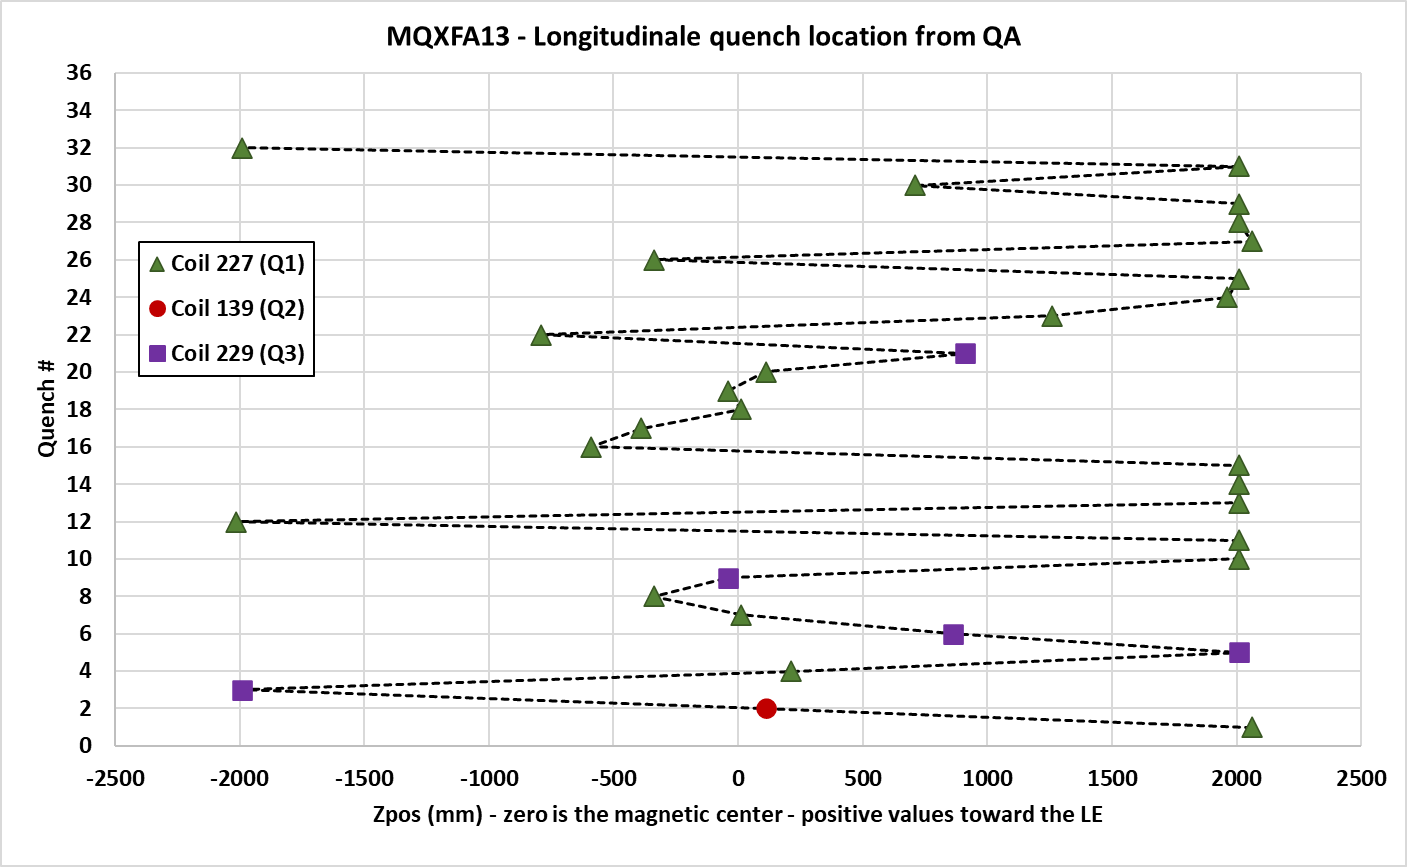 MQXFA13 - Longitudinale quench location from QA
36
34
32
30
28
26
24
22
20
18
16
14
12
10
8
6
4
2
0
Quench #
Coil 227 (Q1)
Coil 139 (Q2)
Coil 229 (Q3)
-2500 -2000 -1500 -1000 -500 0 500 1000 1500 2000 2500
Zpos (mm) - zero is the magnetic center - positive values toward the LE